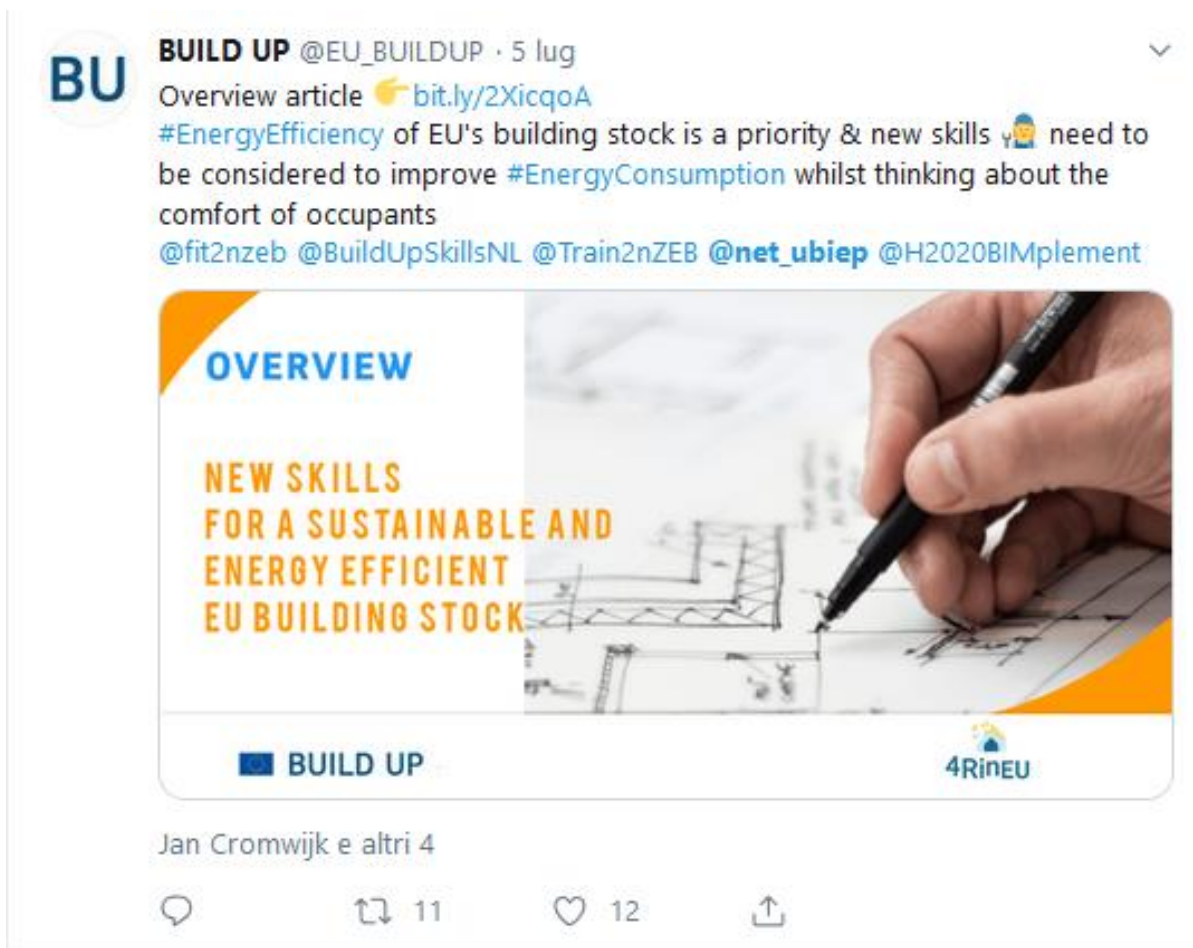 BU
BUILD UP @EU_BUILDUP · 5 lug
Overview article 👉 bit.ly/2XicqoA
#EnergyEfficiency of EU's building stock is a priority & new skills 👩‍🔧 need to
be considered to improve #EnergyConsumption whilst thinking about the
comfort of occupants
@fit2nzeb @BuildUpSkillsNL @Train2nZEB @net_ubiep @H2020BIMplement
OVERVIEW
NEW SKILLS
FOR A SUSTAINABLE AND
ENERGY EFFICIENT
EU BUILDING STOCK
BUILD UP
4RinEU
Jan Cromwijk e altri 4
11
12